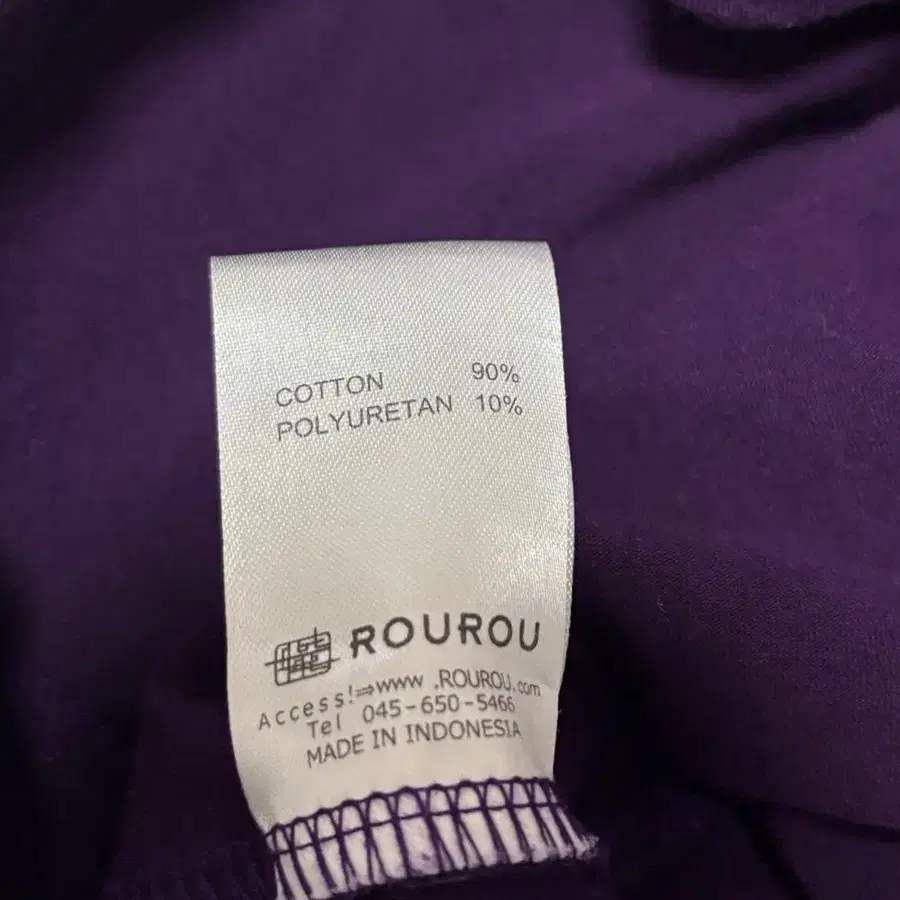 COTTON 90%
POLYURETAN 10%
ROUROU
Access!⇒www .ROUROU.com
Tel 045-650-5466
MADE IN INDONESIA